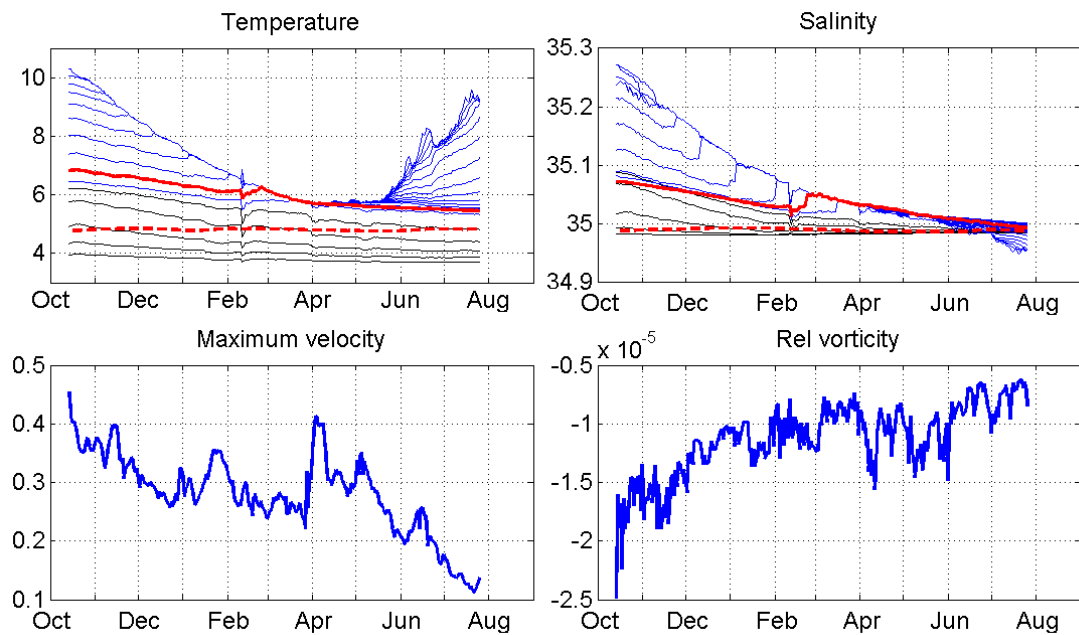 Temperature
10
8
6
4
Oct Dec Feb Apr Jun Aug
Salinity
35.3
35.2
35.1
35
34.9
Oct Dec Feb Apr Jun Aug
Maximum velocity
0.5
0.4
0.3
0.2
0.1
Oct Dec Feb Apr Jun Aug
Rel vorticity
x 10⁻⁵
-0.5
-1
-1.5
-2
-2.5
Oct Dec Feb Apr Jun Aug